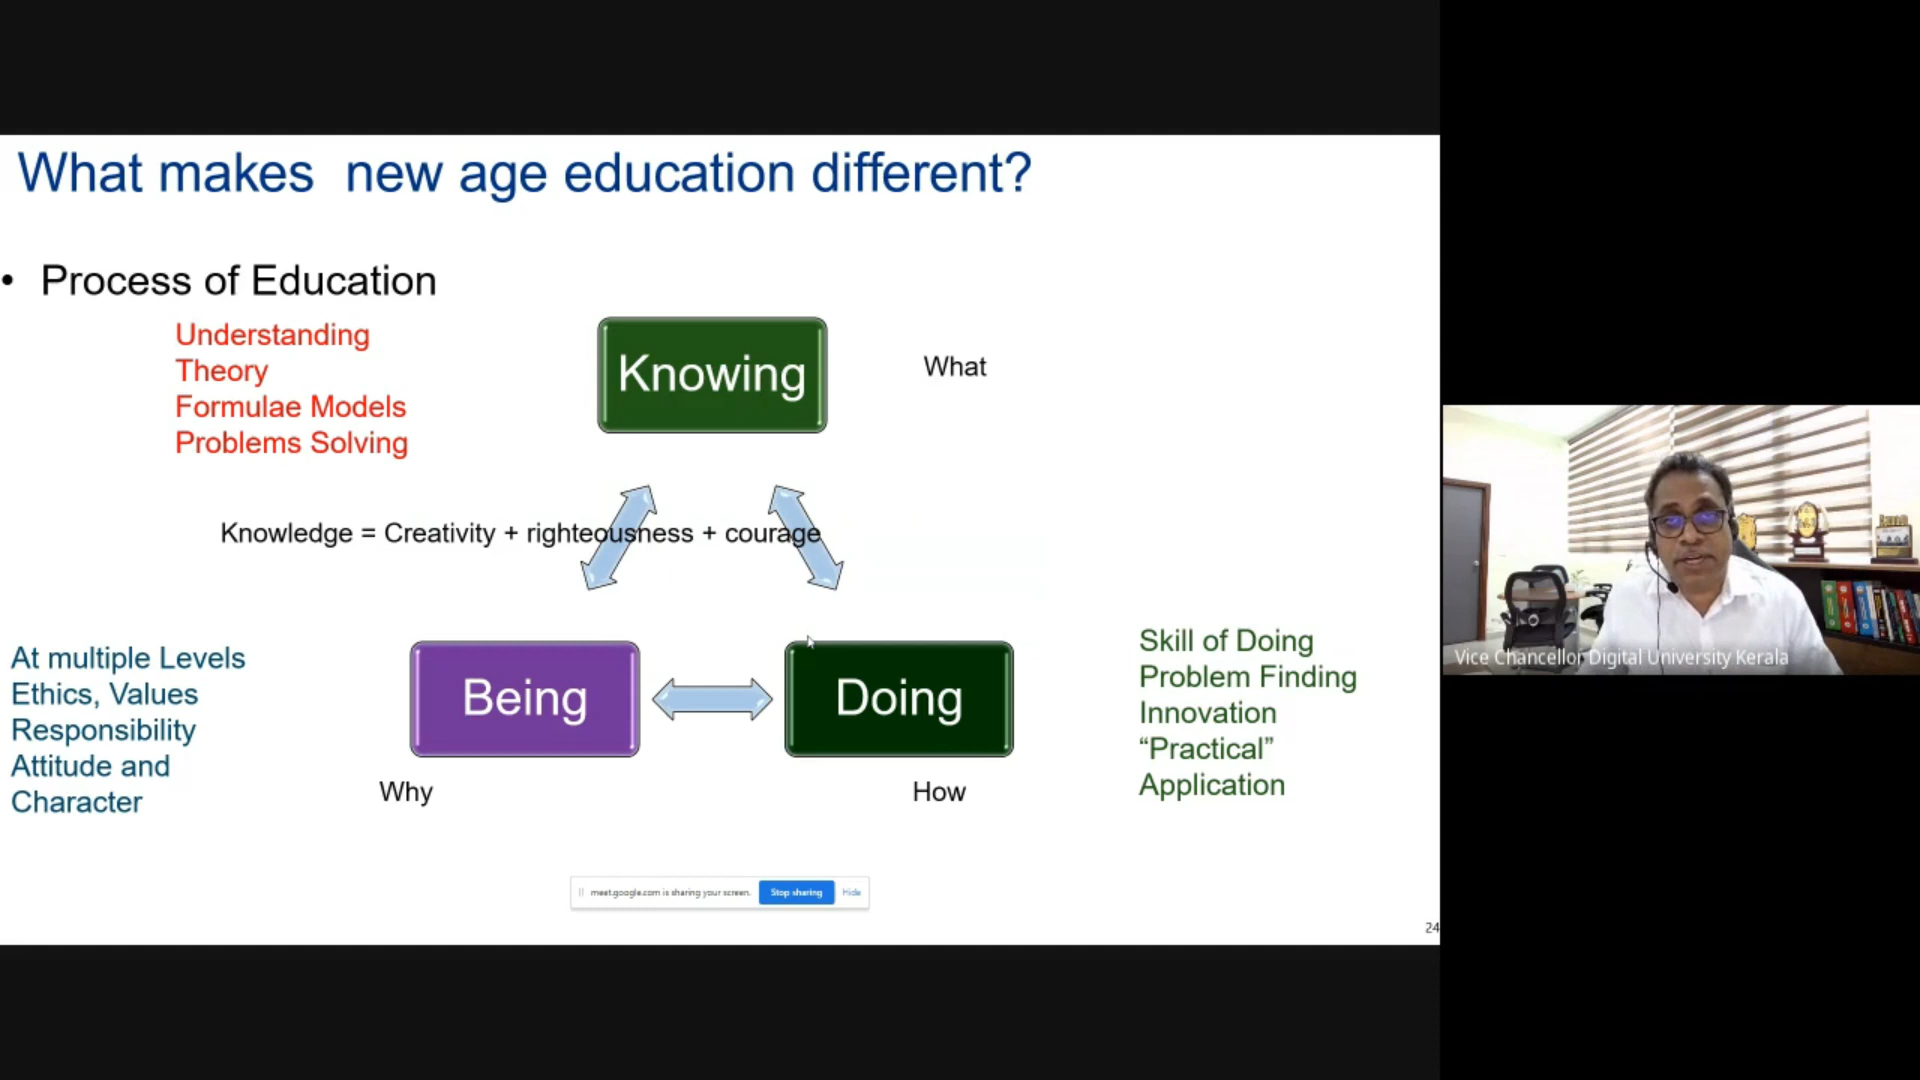 What makes new age education different?
• Process of Education
Understanding
Theory
Formulae Models
Problems Solving
Knowing
What
Knowledge = Creativity + righteousness + courage
At multiple Levels
Ethics, Values
Responsibility
Attitude and
Character
Being
Why
Doing
How
Skill of Doing
Problem Finding
Innovation
“Practical”
Application
Vice Chancellor Digital University Kerala
meet.google.com is sharing your screen.
Stop sharing
Hide
24